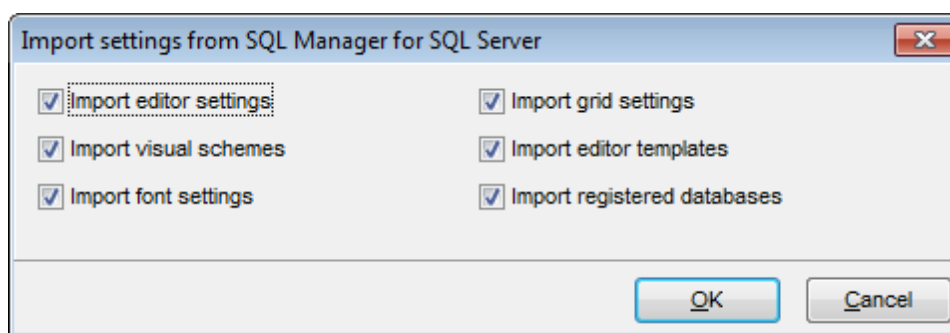 Import settings from SQL Manager for SQL Server
Import editor settings
Import grid settings
Import visual schemes
Import editor templates
Import font settings
Import registered databases
OK
Cancel